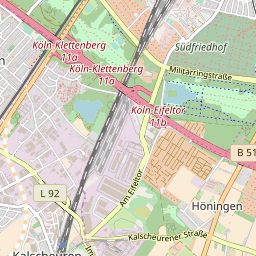 Köln-Klettenberg
11a
Südfriedhof
Köln-Klettenberg
11a
Militärringstraße
Köln-Eifeltor
11b
B 51
L 92
Am Eifeltor
Höningen
Kalscheurener Straße
Kalscheuren
Im